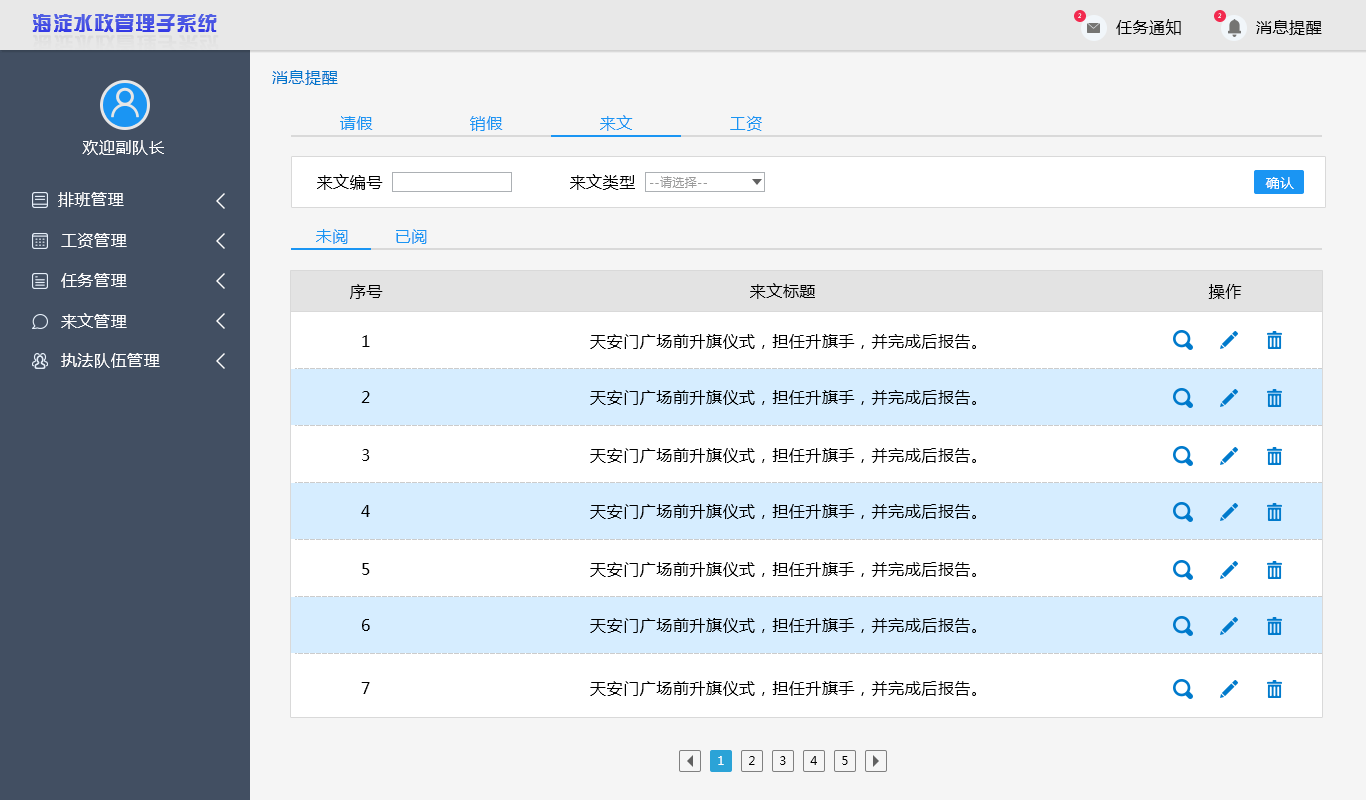 海淀水政管理子系统
2 任务通知 2 消息提醒
欢迎副队长
排班管理
工资管理
任务管理
来文管理
执法队伍管理
消息提醒
请假 销假 来文 工资
来文编号 来文类型 --请选择-- 确认
未阅 已阅
序号 来文标题 操作
1 天安门广场前升旗仪式，担任升旗手，并完成后报告。
2 天安门广场前升旗仪式，担任升旗手，并完成后报告。
3 天安门广场前升旗仪式，担任升旗手，并完成后报告。
4 天安门广场前升旗仪式，担任升旗手，并完成后报告。
5 天安门广场前升旗仪式，担任升旗手，并完成后报告。
6 天安门广场前升旗仪式，担任升旗手，并完成后报告。
7 天安门广场前升旗仪式，担任升旗手，并完成后报告。
1 2 3 4 5